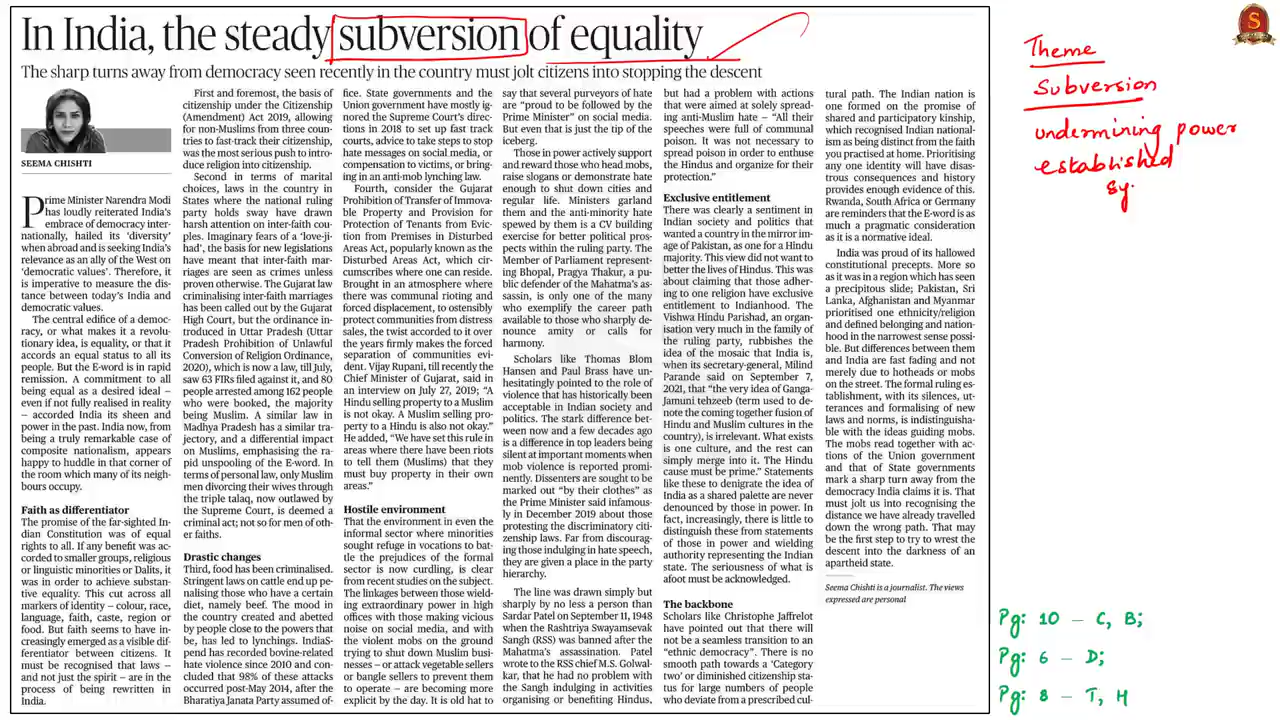 In India, the steady subversion of equality
The sharp turns away from democracy seen recently in the country must jolt citizens into stopping the descent
SEEMA CHISHTI
Prime Minister Narendra Modi
has loudly reiterated India's
embrace of democracy inter-
nationally, hailed its 'diversity'
when abroad and is seeking India's
relevance as an ally of the West on
'democratic values'. Therefore, it
is imperative to measure the dis-
tance between today's India and
democratic values.
The central edifice of a demo-
cracy, or what makes it a revolu-
tionary idea, is equality, or that it
accords an equal status to all its
people. But the E-word is in rapid
remission. A commitment to all
being equal as a desired ideal –
even if not fully realised in reality
– accorded India its sheen and
power in the past. India now, from
being a truly remarkable case of
composite nationalism, appears
happy to huddle in that corner of
the room which many of its neigh-
bours occupy.
Faith as differentiator
The promise of the far-sighted In-
dian Constitution was of equal
rights to all. If any benefit was ac-
corded to smaller groups, religious
or linguistic minorities or Dalits, it
was in order to achieve substan-
tive equality. This cut across all
markers of identity – colour, race,
language, faith, caste, region or
food. But faith seems to have in-
creasingly emerged as a visible dif-
ferentiator between citizens. It
must be recognised that laws –
and not just the spirit – are in the
process of being rewritten in
India.
First and foremost, the basis of
citizenship under the Citizenship
(Amendment) Act 2019, allowing
for non-Muslims from three coun-
tries to fast-track their citizenship,
was the most serious push to intro-
duce religion into citizenship.
Second in terms of marital
choices, laws in the country in
States where the national ruling
party holds sway have drawn
harsh attention on inter-faith cou-
ples. Imaginary fears of a 'love-ji-
had', the basis for new legislations
have meant that inter-faith mar-
riages are seen as crimes unless
proven otherwise. The Gujarat law
criminalising inter-faith marriages
has been called out by the Gujarat
High Court, but the ordinance in-
troduced in Uttar Pradesh (Uttar
Pradesh Prohibition of Unlawful
Conversion of Religion Ordinance,
2020), which is now a law, till July,
saw 63 FIRs filed against it, and 80
people arrested among 162 people
who were booked, the majority
being Muslim. A similar law in
Madhya Pradesh has a similar tra-
jectory, and a differential impact
on Muslims, emphasising the ra-
pid unspooling of the E-word. In
terms of personal law, only Muslim
men divorcing their wives through
the triple talaq, now outlawed by
the Supreme Court, is deemed a
criminal act; not so for men of oth-
er faiths.
Drastic changes
Third, food has been criminalised.
Stringent laws on cattle end up pe-
nalising those who have a certain
diet, namely beef. The mood in
the country created and abetted
by people close to the powers that
be, has led to lynchings. IndiaS-
pend has recorded bovine-related
hate violence since 2010 and con-
cluded that 98% of these attacks
occurred post-May 2014, after the
Bharatiya Janata Party assumed of-
fice. State governments and the
Union government have mostly ig-
nored the Supreme Court's direc-
tions in 2018 to set up fast track
courts, advice to take steps to stop
hate messages on social media, or
compensation to victims, or bring-
ing in an anti-mob lynching law.
Fourth, consider the Gujarat
Prohibition of Transfer of Immova-
ble Property and Provision for
Protection of Tenants from Evic-
tion from Premises in Disturbed
Areas Act, popularly known as the
Disturbed Areas Act, which cir-
cumscribes where one can reside.
Brought in an atmosphere where
there was communal rioting and
forced displacement, to ostensibly
protect communities from distress
sales, the twist accorded to it over
the years firmly makes the forced
separation of communities evi-
dent. Vijay Rupani, till recently the
Chief Minister of Gujarat, said in
an interview on July 27, 2019; "A
Hindu selling property to a Muslim
is not okay. A Muslim selling pro-
perty to a Hindu is also not okay."
He added, "We have set this rule in
areas where there have been riots
to tell them (Muslims) that they
must buy property in their own
areas."
Hostile environment
That the environment in even the
informal sector where minorities
sought refuge in vocations to bat-
tle the prejudices of the formal
sector is now curdling, is clear
from recent studies on the subject.
The linkages between those wield-
ing extraordinary power in high
offices with those making vicious
noise on social media, and with
the violent mobs on the ground
trying to shut down Muslim busi-
nesses – or attack vegetable sellers
or bangle sellers to prevent them
to operate – are becoming more
explicit by the day. It is old hat to
say that several purveyors of hate
are "proud to be followed by the
Prime Minister" on social media.
But even that is just the tip of the
iceberg.
Those in power actively support
and reward those who head mobs,
raise slogans or demonstrate hate
enough to shut down cities and
regular life. Ministers garland
them and the anti-minority hate
spewed by them is a CV building
exercise for better political pros-
pects within the ruling party. The
Member of Parliament represent-
ing Bhopal, Pragya Thakur, a pu-
blic defender of the Mahatma's as-
sassin, is only one of the many
who exemplify the career path
available to those who sharply de-
nounce amity or calls for
harmony.
Scholars like Thomas Blom
Hansen and Paul Brass have un-
hesitatingly pointed to the role of
violence that has historically been
acceptable in Indian society and
politics. The stark difference bet-
ween now and a few decades ago
is a difference in top leaders being
silent at important moments when
mob violence is reported promi-
nently. Dissenters are sought to be
marked out "by their clothes" as
the Prime Minister said infamous-
ly in December 2019 about those
protesting the discriminatory citi-
zenship laws. Far from discourag-
ing those indulging in hate speech,
they are given a place in the party
hierarchy.
The line was drawn simply but
sharply by no less a person than
Sardar Patel on September 11, 1948
when the Rashtriya Swayamsevak
Sangh (RSS) was banned after the
Mahatma's assassination. Patel
wrote to the RSS chief M.S. Golwal-
kar, that he had no problem with
the Sangh indulging in activities
organising or benefiting Hindus,
but had a problem with actions
that were aimed at solely spread-
ing anti-Muslim hate – "All their
speeches were full of communal
poison. It was not necessary to
spread poison in order to enthuse
the Hindus and organize for their
protection."
Exclusive entitlement
There was clearly a sentiment in
Indian society and politics that
wanted a country in the mirror im-
age of Pakistan, as one for a Hindu
majority. This view did not want to
better the lives of Hindus. This was
about claiming that those adher-
ing to one religion have exclusive
entitlement to Indianhood. The
Vishwa Hindu Parishad, an organ-
isation very much in the family of
the ruling party, rubbishes the
idea of the mosaic that India is,
when its secretary-general, Milind
Parande said on September 7,
2021, that "the very idea of Ganga-
Jamuni tehzeeb (term used to de-
note the coming together fusion of
Hindu and Muslim cultures in the
country), is irrelevant. What exists
is one culture, and the rest can
simply merge into it. The Hindu
cause must be prime." Statements
like these to denigrate the idea of
India as a shared palette are never
denounced by those in power. In
fact, increasingly, there is little to
distinguish these from statements
of those in power and wielding
authority representing the Indian
state. The seriousness of what is
afoot must be acknowledged.
The backbone
Scholars like Christophe Jaffrelot
have pointed out that there will
not be a seamless transition to an
"ethnic democracy". There is no
smooth path towards a 'Category
two' or diminished citizenship sta-
tus for large numbers of people
who deviate from a prescribed cul-
tural path. The Indian nation is
one formed on the promise of
shared and participatory kinship,
which recognised Indian national-
ism as being distinct from the faith
you practised at home. Prioritising
any one identity will have disas-
trous consequences and history
provides enough evidence of this.
Rwanda, South Africa or Germany
are reminders that the E-word is as
much a pragmatic consideration
as it is a normative ideal.
India was proud of its hallowed
constitutional precepts. More so
as it was in a region which has seen
a precipitous slide; Pakistan, Sri
Lanka, Afghanistan and Myanmar
prioritised one ethnicity/religion
and defined belonging and nation-
hood in the narrowest sense possi-
ble. But differences between them
and India are fast fading and not
merely due to hotheads or mobs
on the street. The formal ruling es-
tablishment, with its silences, ut-
terances and formalising of new
laws and norms, is indistinguisha-
ble with the ideas guiding mobs.
The mobs read together with ac-
tions of the Union government
and that of State governments
mark a sharp turn away from the
democracy India claims it is. That
must jolt us into recognising the
distance we have already travelled
down the wrong path. That may
be the first step to try to wrest the
descent into the darkness of an
apartheid state.
Seema Chishti is a journalist. The views
expressed are personal
Theme
Subversion
undermining power
established
sy.
Pg: 10 – C, B;
Pg: 6 – D;
Pg: 8 – T, H
S